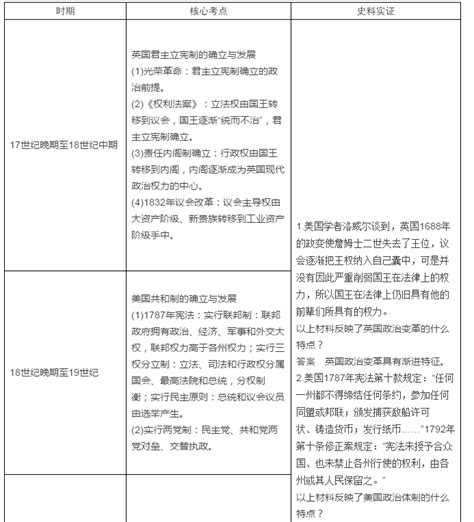 时期
核心考点
史料实证
17世纪晚期至18世纪中期
英国君主立宪制的确立与发展
(1)光荣革命：君主立宪制确立的政
治前提。
(2)《权利法案》：立法权由国王转
移到议会，国王逐渐“统而不治”，君
主立宪制确立。
(3)责任内阁制确立：行政权由国王
转移到内阁，内阁逐渐成为英国现代
政治权力的中心。
(4)1832年议会改革：议会主导权由
大资产阶级、新贵族转移到工业资产
阶级手中。
18世纪晚期至19世纪
美国共和制的确立与发展
(1)1787年宪法：实行联邦制：联邦
政府拥有政治、经济、军事和外交大
权，联邦权力高于各州权力；实行三
权分立制：立法、司法和行政权分属
国会、最高法院和总统，分权制
衡；实行民主原则：总统和议会议员
由选举产生。
(2)实行两党制：民主党、共和党两
党对垒、交替执政。
1.美国学者洛威尔谈到，英国1688年
的政变使詹姆士二世失去了王位，议
会逐渐把王权纳入自己囊中，可是并
没有因此严重削弱国王在法律上的权
力，所以国王在法律上仍旧具有他的
前辈们所具有的权力。
以上材料反映了英国政治变革的什么
特点？
答案　英国政治变革具有渐进特征。
2.美国1787年宪法第十款规定：“任何
一州都不得缔结任何条约，参加任何
同盟或邦联；颁发捕获敌船许可
状、铸造货币；发行纸币……”1792年
第十条修正案规定：“宪法未授予合众
国、也未禁止各州行使的权利，由各
州或其人民保留之。”
以上材料反映了美国政治体制的什么
特点？